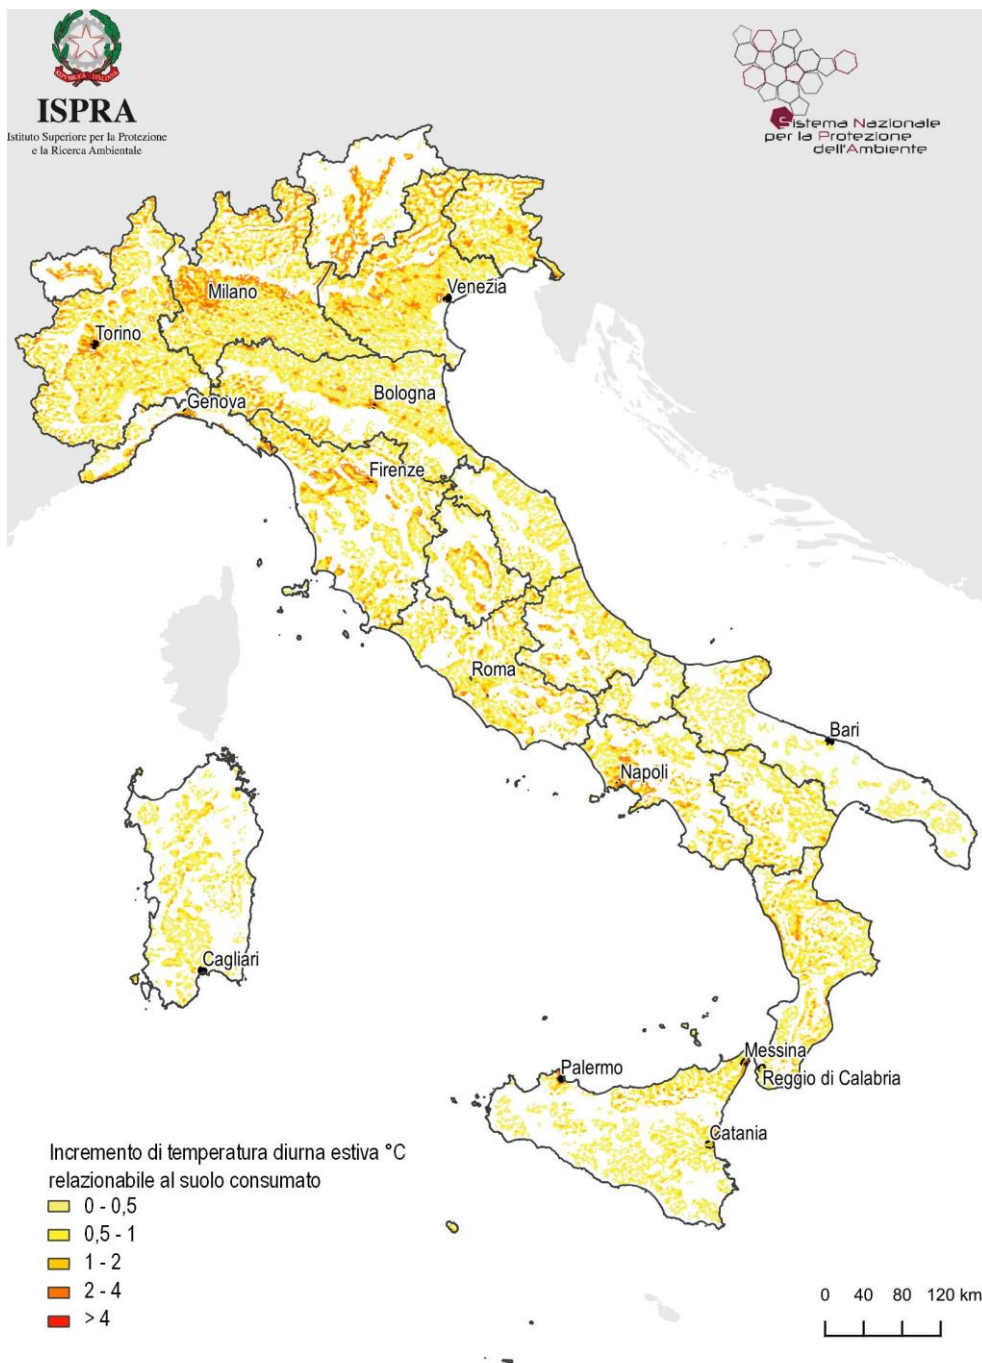 ISPRA
Istituto Superiore per la Protezione
e la Ricerca Ambientale
Sistema Nazionale
per la Protezione
dell'Ambiente
Milano
Venezia
Torino
Genova
Bologna
Firenze
Roma
Bari
Napoli
Cagliari
Messina
Palermo
Reggio di Calabria
Catania
Incremento di temperatura diurna estiva °C
relazionabile al suolo consumato
0 - 0,5
0,5 - 1
1 - 2
2 - 4
> 4
0 40 80 120 km